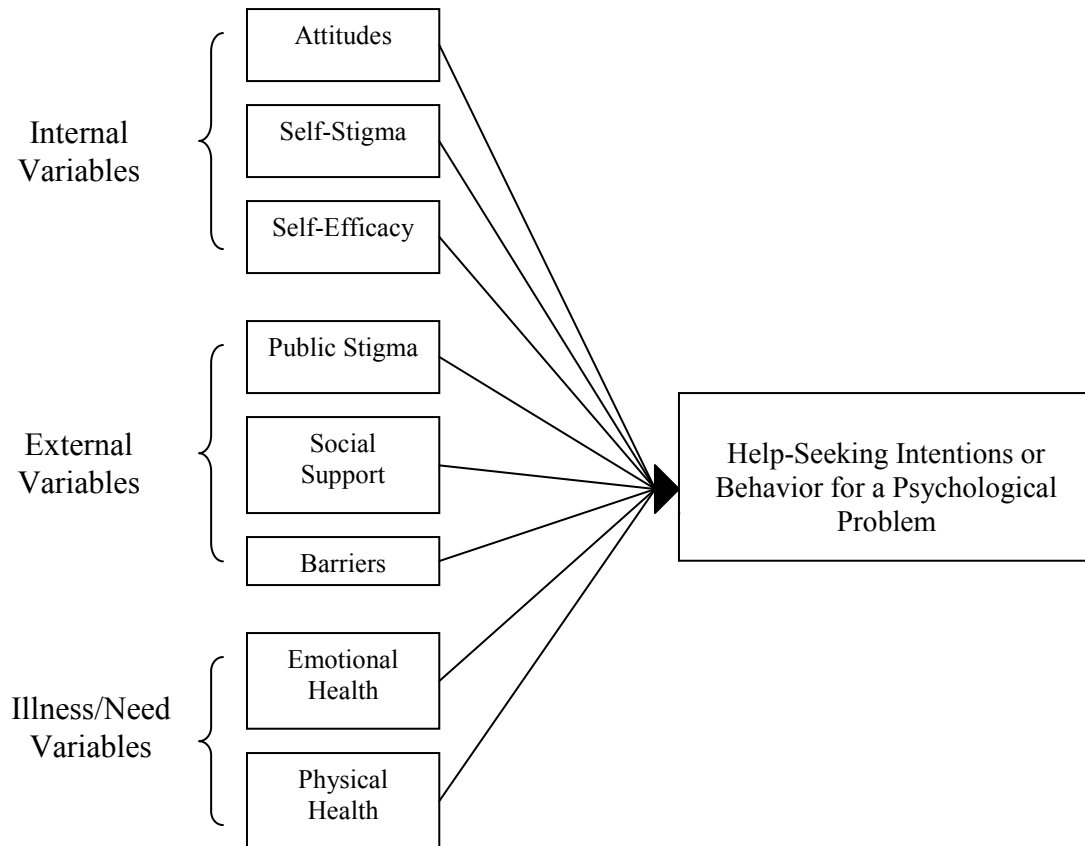 Internal
Variables
Attitudes
Self-Stigma
Self-Efficacy
External
Variables
Public Stigma
Social
Support
Barriers
Illness/Need
Variables
Emotional
Health
Physical
Health
Help-Seeking Intentions or
Behavior for a Psychological
Problem